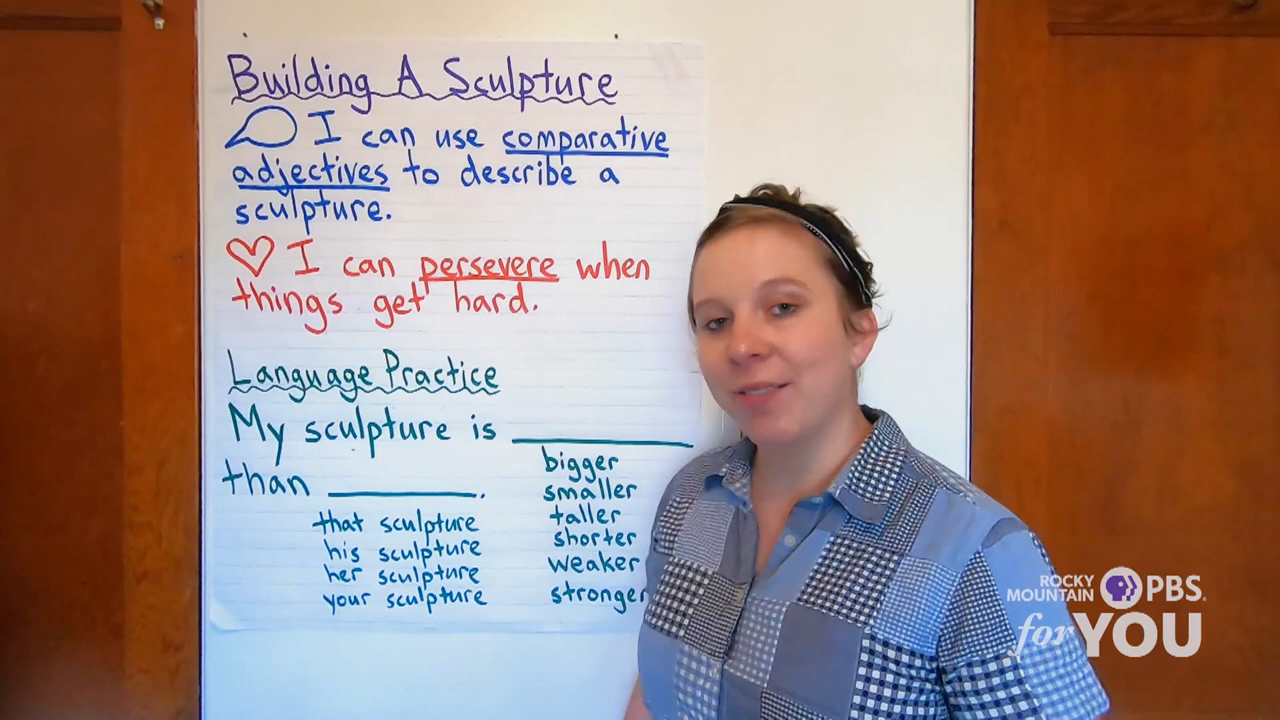 Building A Sculpture
I can use comparative
adjectives to describe a
sculpture.
I can persevere when
things get hard.
Language Practice
My sculpture is ________
than ________.
bigger
smaller
taller
shorter
weaker
stronger
that sculpture
his sculpture
her sculpture
your sculpture
ROCKY
MOUNTAIN PBS.
for YOU